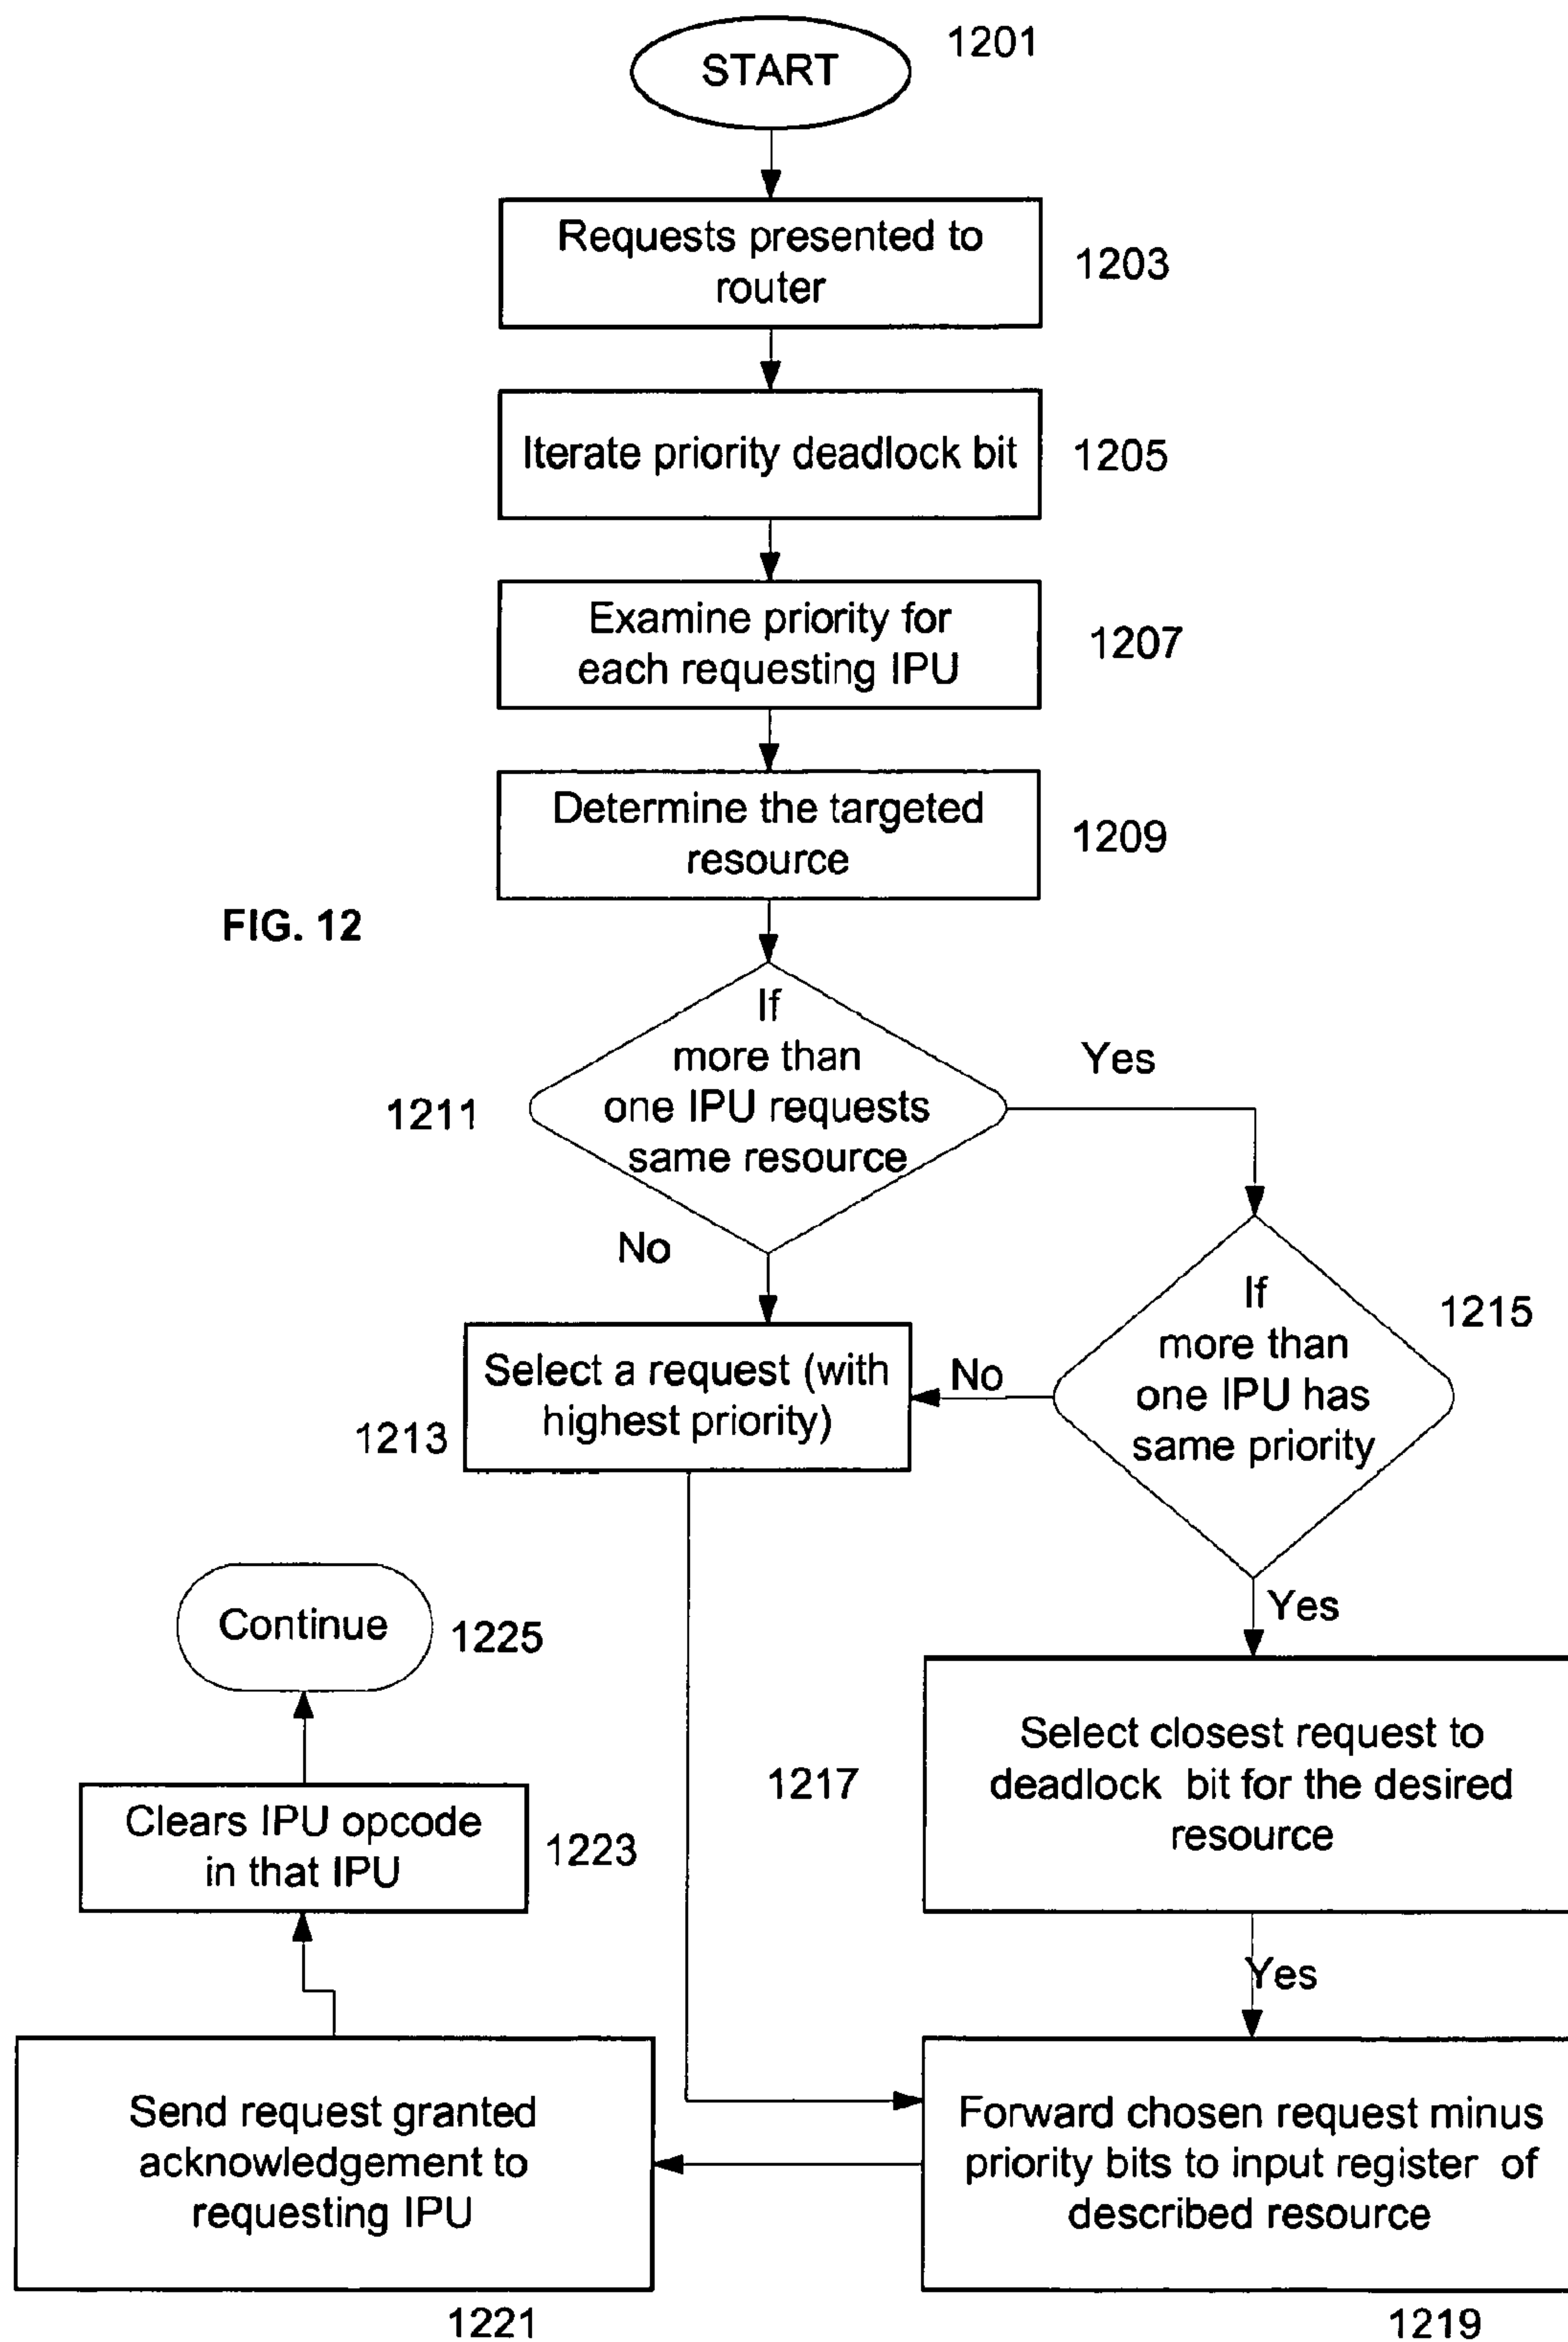 START
1201
Requests presented to
router
1203
Iterate priority deadlock bit
1205
Examine priority for
each requesting IPU
1207
Determine the targeted
resource
1209
FIG. 12
If
more than
one IPU requests
same resource
1211
Yes
No
If
more than
one IPU has
same priority
1215
No
Select a request (with
highest priority)
1213
Yes
Continue
1225
Select closest request to
deadlock bit for the desired
resource
1217
Clears IPU opcode
in that IPU
1223
Yes
Send request granted
acknowledgement to
requesting IPU
1221
Forward chosen request minus
priority bits to input register of
described resource
1219